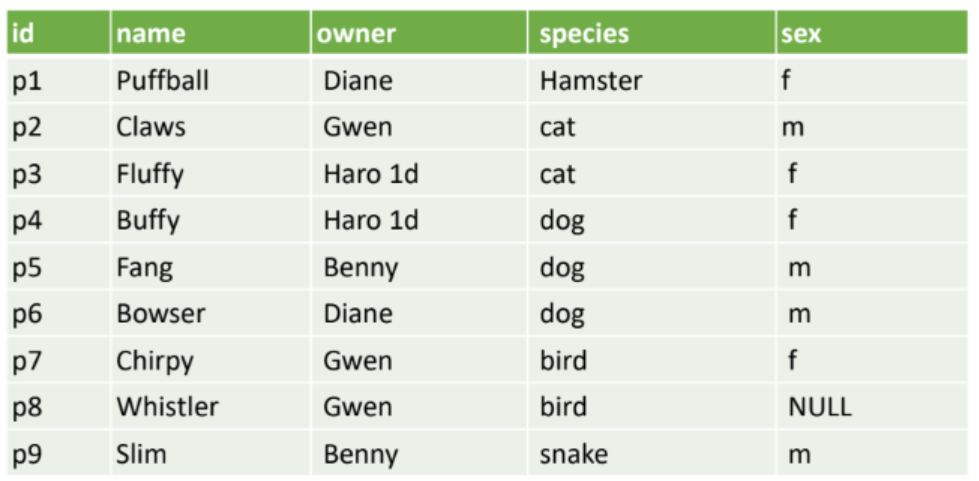 id name owner species sex
p1 Puffball Diane Hamster f
p2 Claws Gwen cat m
p3 Fluffy Haro 1d cat f
p4 Buffy Haro 1d dog f
p5 Fang Benny dog m
p6 Bowser Diane dog m
p7 Chirpy Gwen bird f
p8 Whistler Gwen bird NULL
p9 Slim Benny snake m